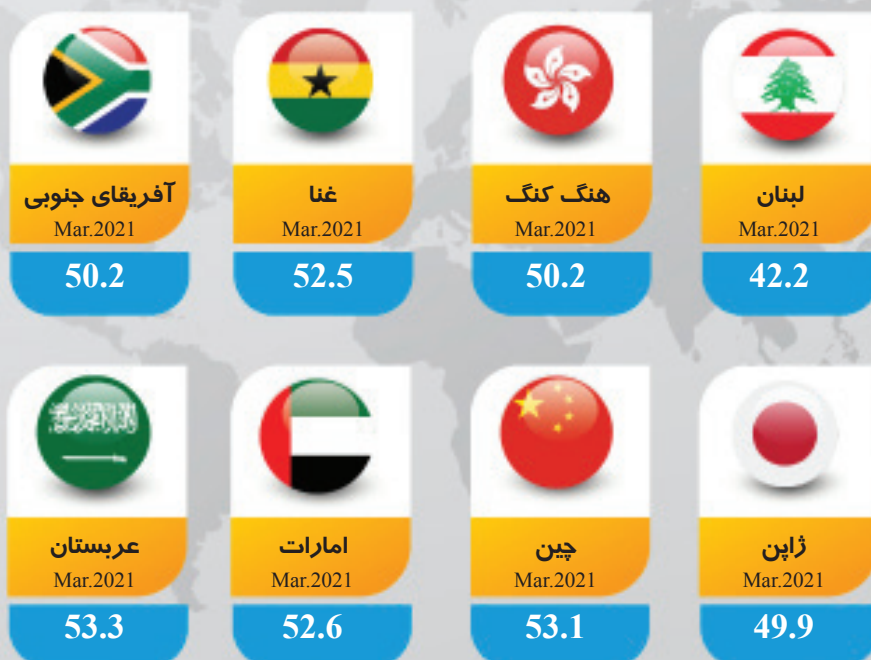 لبنان
Mar.2021
42.2
هنگ کنگ
Mar.2021
50.2
غنا
Mar.2021
52.5
آفریقای جنوبی
Mar.2021
50.2
ژاپن
Mar.2021
49.9
چین
Mar.2021
53.1
امارات
Mar.2021
52.6
عربستان
Mar.2021
53.3